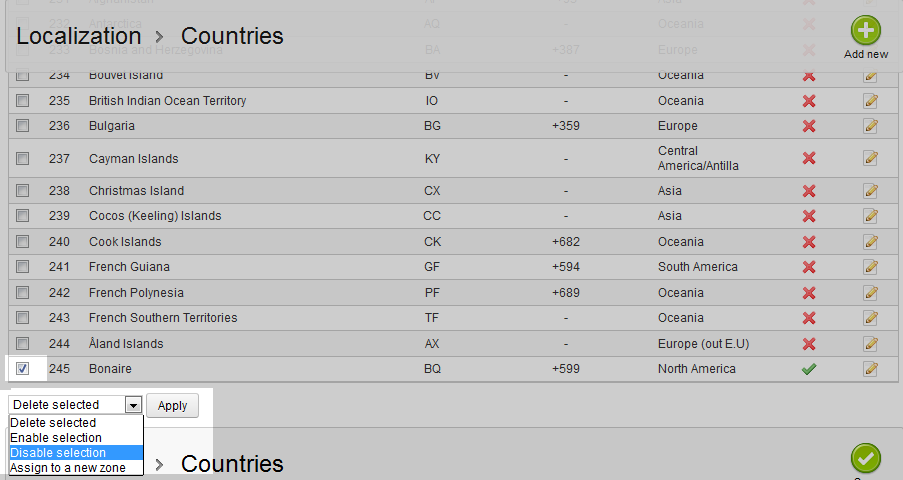 232 Antarctica AQ - Oceania
Localization > Countries
233 Bosnia and Herzegovina BA +387 Europe
Add new
234 Bouvet Island BV - Oceania
235 British Indian Ocean Territory IO - Oceania
236 Bulgaria BG +359 Europe
237 Cayman Islands KY - Central
America/Antilla
238 Christmas Island CX - Asia
239 Cocos (Keeling) Islands CC - Asia
240 Cook Islands CK +682 Oceania
241 French Guiana GF +594 South America
242 French Polynesia PF +689 Oceania
243 French Southern Territories TF - Oceania
244 Åland Islands AX - Europe (out E.U)
245 Bonaire BQ +599 North America
Delete selected Apply
Delete selected
Enable selection
Disable selection
Assign to a new zone
> Countries